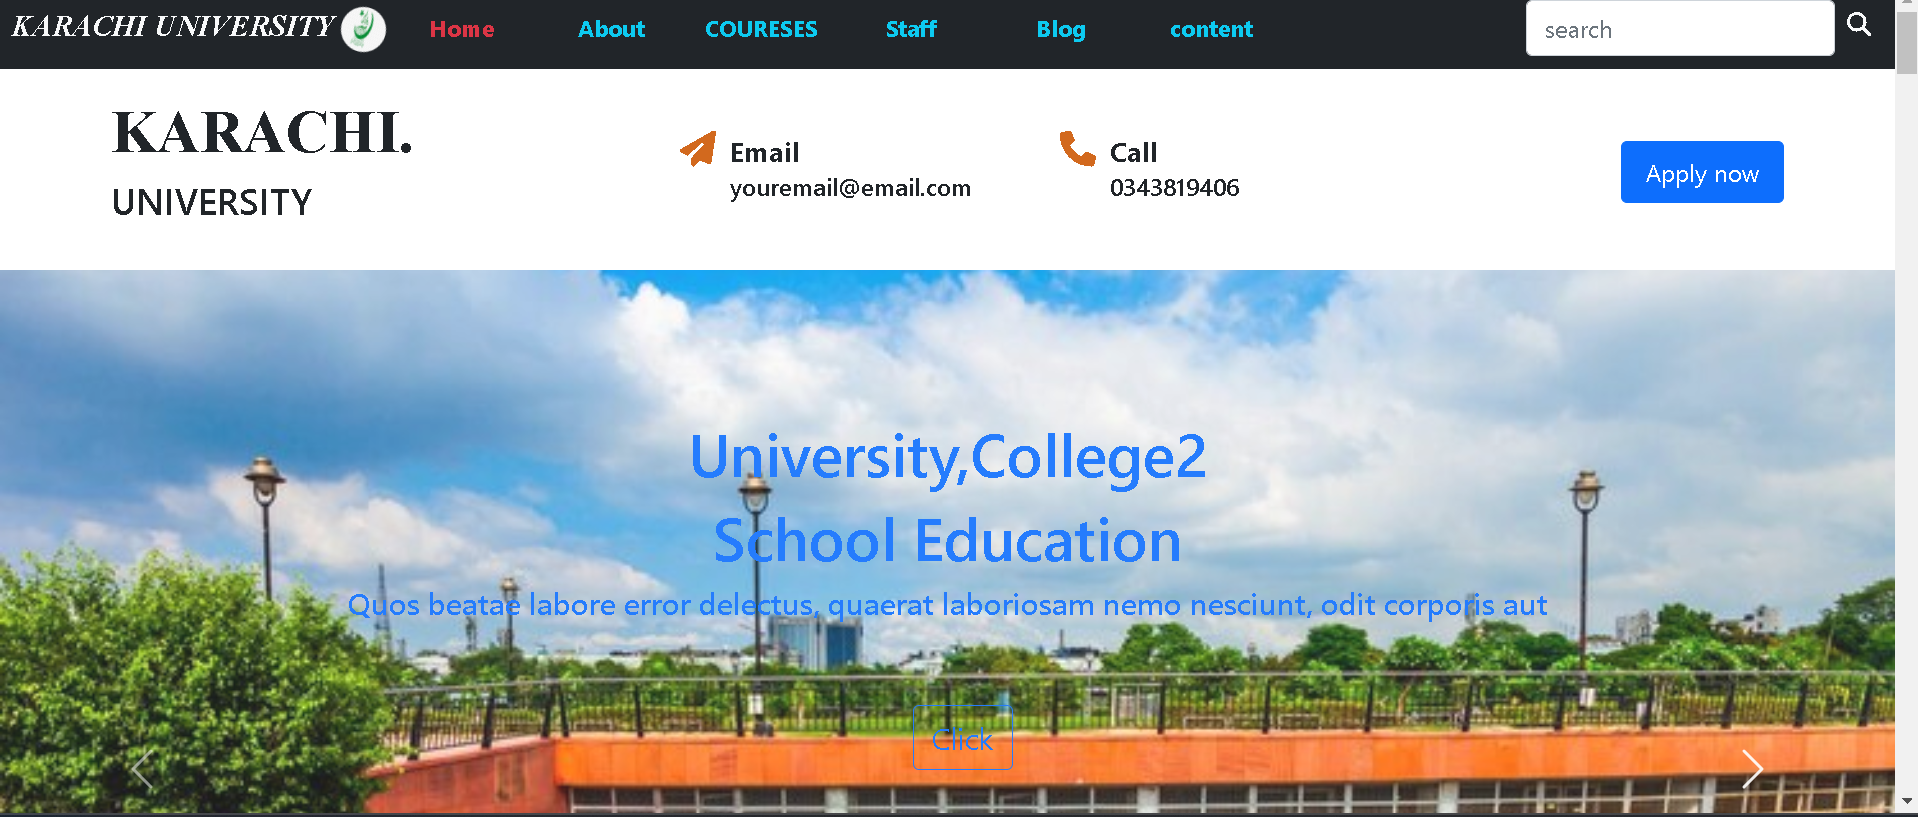 KARACHI UNIVERSITY Home About COURESES Staff Blog content search
KARACHI.
UNIVERSITY
Email
youremail@email.com
Call
0343819406
Apply now
University,College2
School Education
Quos beatae labore error delectus, quaerat laboriosam nemo nesciunt, odit corporis aut
Click